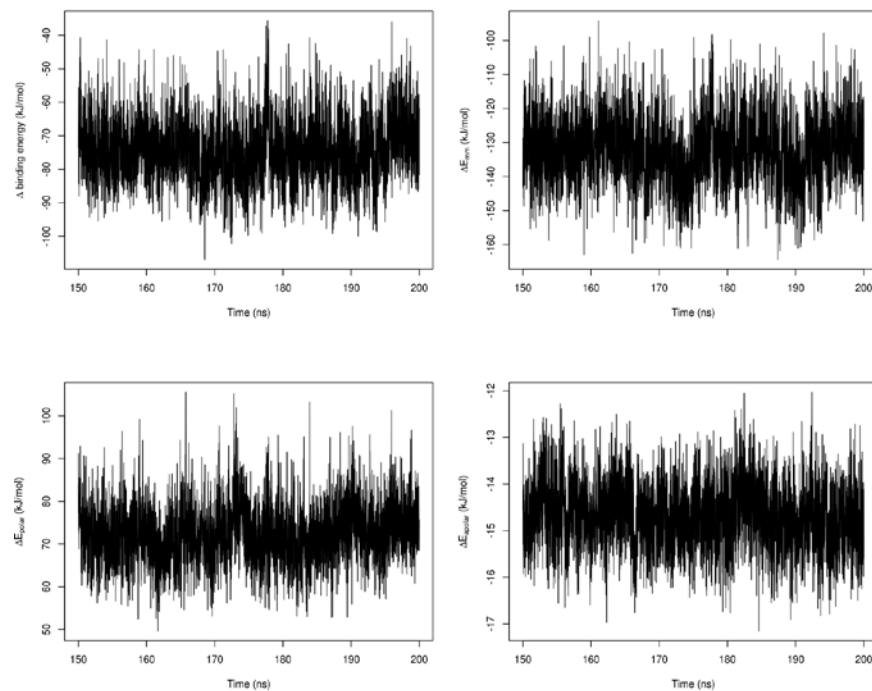 Δ binding energy (kJ/mol)
-40
-50
-60
-70
-80
-90
-100
150 160 170 180 190 200
Time (ns)
ΔEmm (kJ/mol)
-100
-110
-120
-130
-140
-150
-160
150 160 170 180 190 200
Time (ns)
ΔEpolar (kJ/mol)
100
90
80
70
60
50
150 160 170 180 190 200
Time (ns)
ΔEapolar (kJ/mol)
-12
-13
-14
-15
-16
-17
150 160 170 180 190 200
Time (ns)